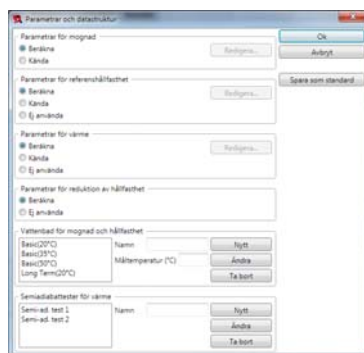 Parametrar och datastruktur
Parametrar för mognad
Beräkna
Kända
Redigera...
Ok
Avbryt
Spara som standard
Parametrar för referenshållfasthet
Beräkna
Kända
Ej använda
Redigera...
Parametrar för värme
Beräkna
Kända
Ej använda
Redigera...
Parametrar för reduktion av hållfasthet
Beräkna
Ej använda
Vattenbad för mognad och hållfasthet
Basic(20°C)
Basic(35°C)
Basic(50°C)
Long Term(20°C)
Namn
Måltemperatur (°C)
Nytt
Ändra
Ta bort
Semiadiabattester för värme
Semi-ad. test 1
Semi-ad. test 2
Namn
Nytt
Ändra
Ta bort